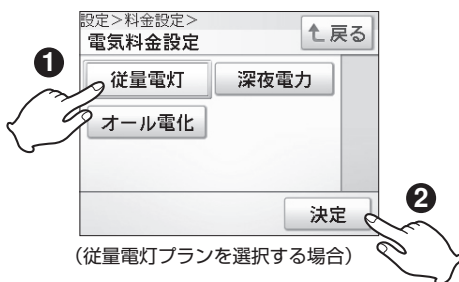 設定>料金設定>
電気料金設定
戻る
❶
従量電灯 深夜電力
オール電化
決定
❷
(従量電灯プランを選択する場合)